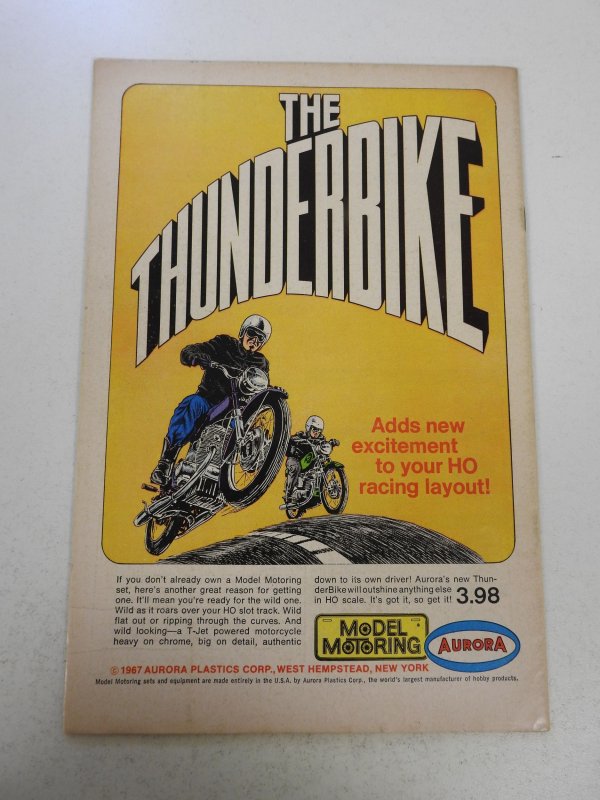 THE
THUNDERBIKE
Adds new
excitement
to your HO
racing layout!
If you don't already own a Model Motoring
set, here's another great reason for getting
one. It'll mean you're ready for the wild one.
Wild as it roars over your HO slot track. Wild
flat out or ripping through the curves. And
wild looking—a T-Jet powered motorcycle
heavy on chrome, big on detail, authentic
down to its own driver! Aurora's new Thun-
derBike will outshine anything else
in HO scale. It's got it, so get it! 3.98
MODEL
MOTORING
AURORA
© 1967 AURORA PLASTICS CORP., WEST HEMPSTEAD, NEW YORK
Model Motoring sets and equipment are made entirely in the U.S.A. by Aurora Plastics Corp., the world's largest manufacturer of hobby products.